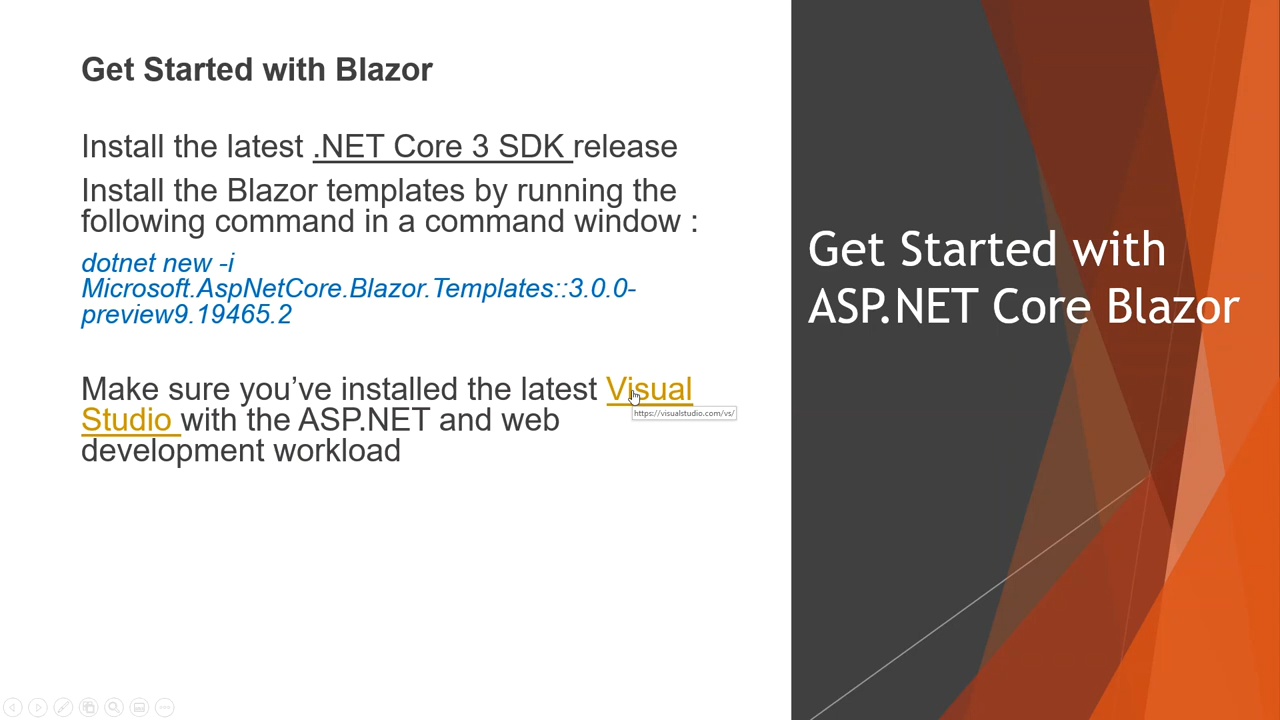 Get Started with Blazor
Install the latest .NET Core 3 SDK release
Install the Blazor templates by running the
following command in a command window :
dotnet new -i
Microsoft.AspNetCore.Blazor.Templates::3.0.0-
preview9.19465.2
Make sure you’ve installed the latest Visual
Studio with the ASP.NET and web
development workload
https://visualstudio.com/vs/
Get Started with
ASP.NET Core Blazor